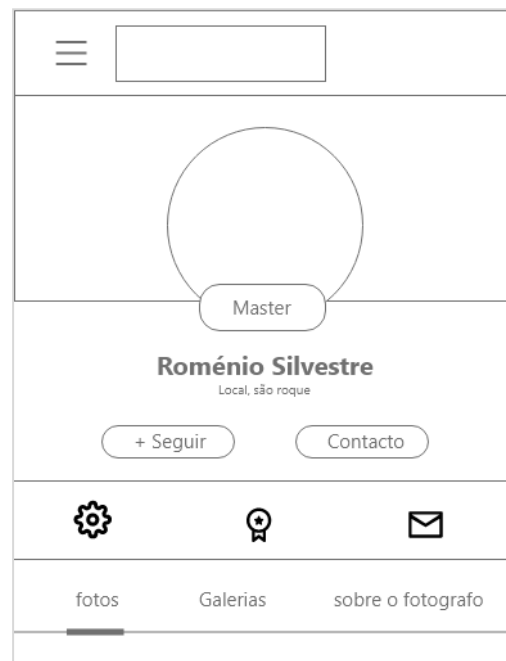 Master
Roménio Silvestre
Local, são roque
+ Seguir Contacto
fotos Galerias sobre o fotografo